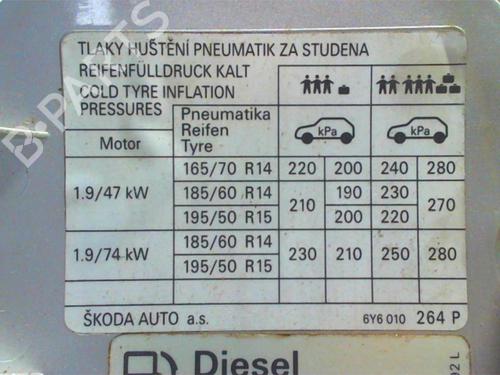 TLAKY HUŠTĚNÍ PNEUMATIK ZA STUDENA
REIFENFÜLLDRUCK KALT
COLD TYRE INFLATION
PRESSURES
Pneumatika
Reifen
Tyre
Motor
kPa
kPa
165/70 R14 220 200 240 280
1.9/47 kW 185/60 R14 210 190 230 270
195/50 R15 200 220
1.9/74 kW 185/60 R14 230 210 250 280
195/50 R15
ŠKODA AUTO a.s. 6Y6 010 264 P
Diesel
02 L
B-PARTS